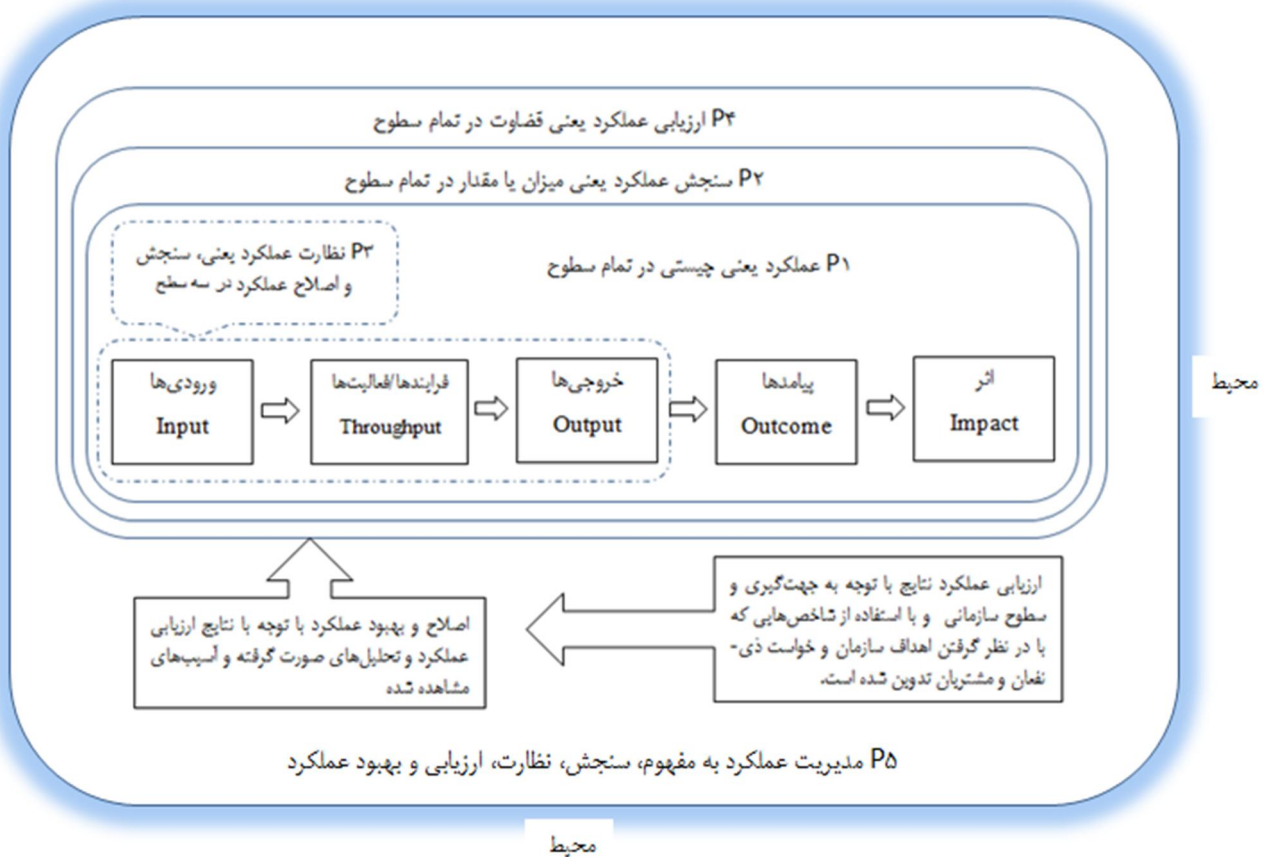 P۴ ارزیابی عملکرد یعنی قضاوت در تمام سطوح
P۲ سنجش عملکرد یعنی میزان یا مقدار در تمام سطوح
P۳ نظارت عملکرد یعنی، سنجش
و اصلاح عملکرد در سه سطح
P۱ عملکرد یعنی چیستی در تمام سطوح
ورودی‌ها
Input
فرایندها/فعالیت‌ها
Throughput
خروجی‌ها
Output
پیامدها
Outcome
اثر
Impact
محیط
ارزیابی عملکرد نتایج با توجه به جهت‌گیری و
سطوح سازمانی و با استفاده از شاخص‌هایی که
با در نظر گرفتن اهداف سازمان و خواست ذی-
نفعان و مشتریان تدوین شده است.
اصلاح و بهبود عملکرد با توجه با نتایج ارزیابی
عملکرد و تحلیل‌های صورت گرفته و آسیب‌های
مشاهده شده
P۵ مدیریت عملکرد به مفهوم، سنجش، نظارت، ارزیابی و بهبود عملکرد
محیط